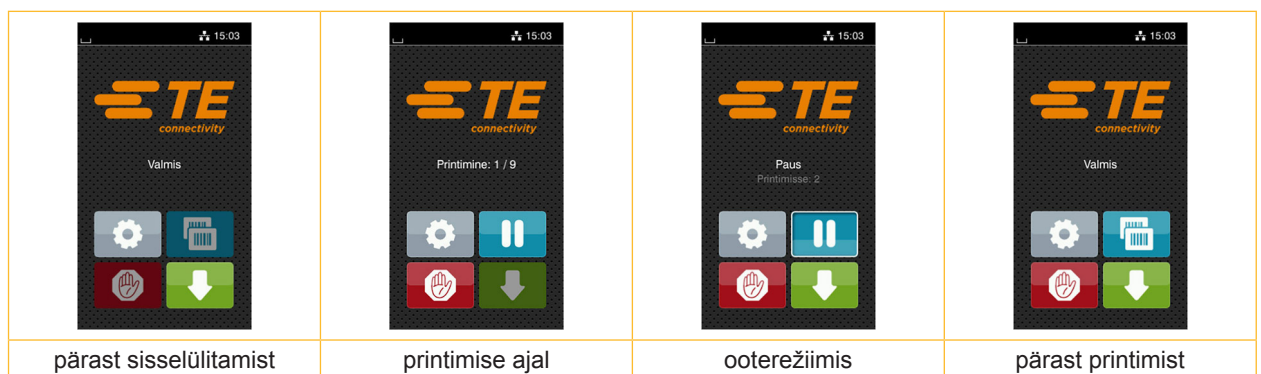 15:03
TE
connectivity
Valmis
15:03
TE
connectivity
Printimine: 1 / 9
15:03
TE
connectivity
Paus
Printimisse: 2
15:03
TE
connectivity
Valmis
pärast sisselülitamist
printimise ajal
ooterežiimis
pärast printimist